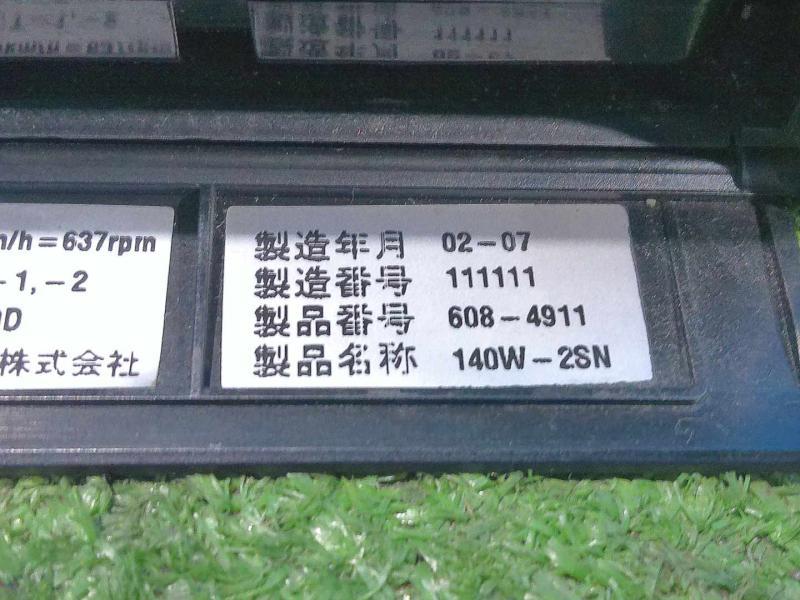 m/h=637rpm
-1,-2
D
株式会社
製造年月 02-07
製造番号 111111
製品番号 608-4911
製品名称 140W-2SN